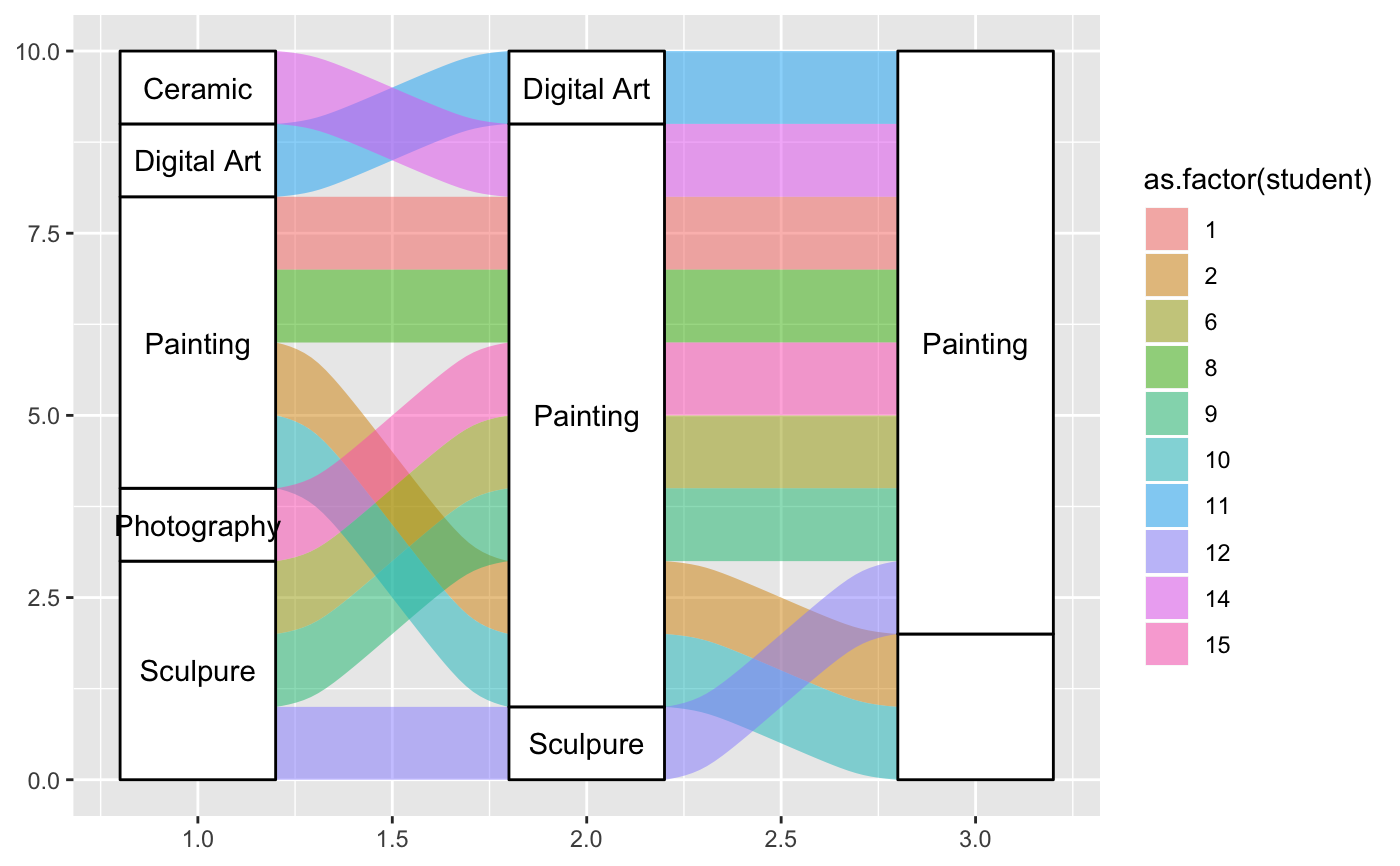 10.0
7.5
5.0
2.5
0.0
Ceramic
Digital Art
Painting
Photography
Sculpure
Digital Art
Painting
Sculpure
Painting
1.0
1.5
2.0
2.5
3.0
as.factor(student)
1
2
6
8
9
10
11
12
14
15